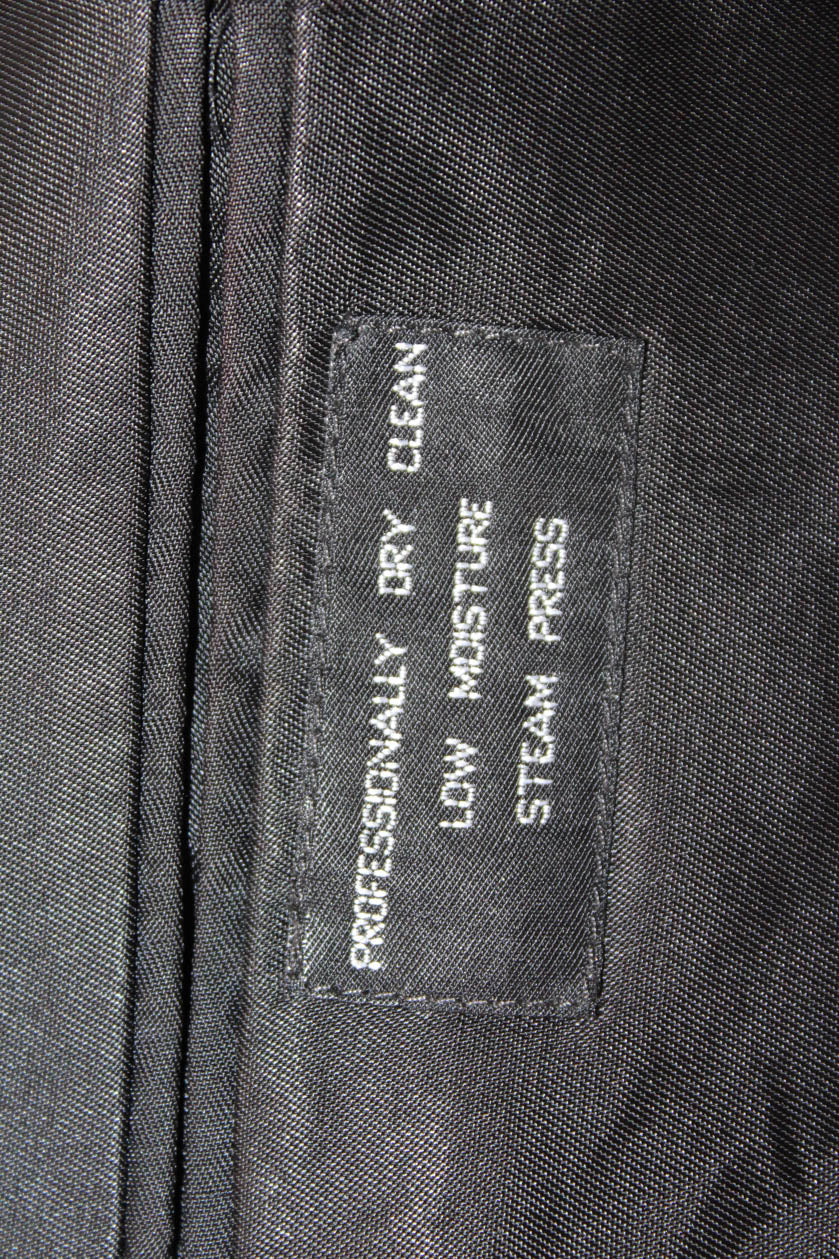 PROFESSIONALLY DRY CLEAN
LOW MOISTURE
STEAM PRESS